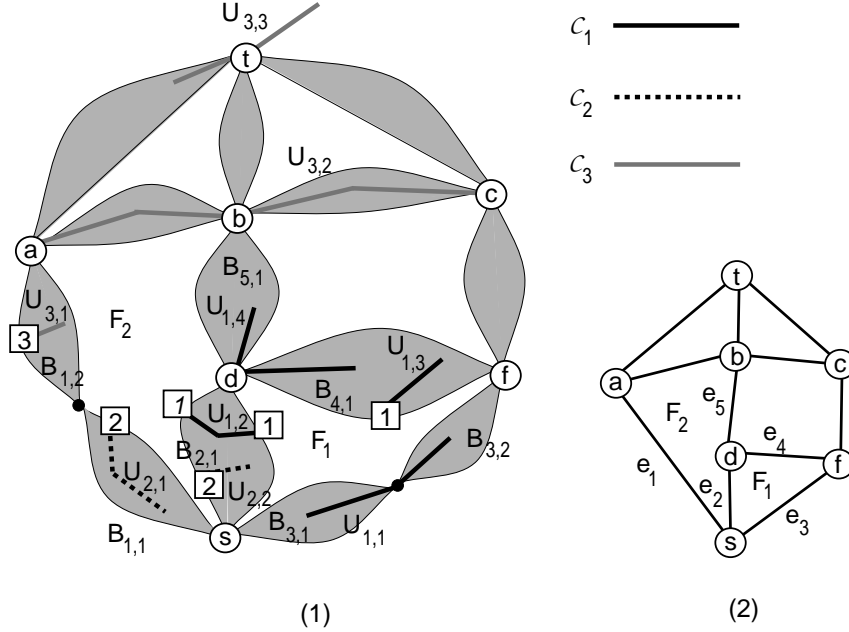 U3,3
C1
t
C2
U3,2
C3
c
b
a
B5,1
U3,1
U1,4
F2
3
U1,3
B1,2
d
f
B4,1
1
1
U1,2
1
2
F1
B3,2
B2,1
U2,1
2
U2,2
B3,1
U1,1
B1,1
s
(1)
t
b
c
a
e5
F2
e4
d
f
e1
e2
F1
e3
s
(2)